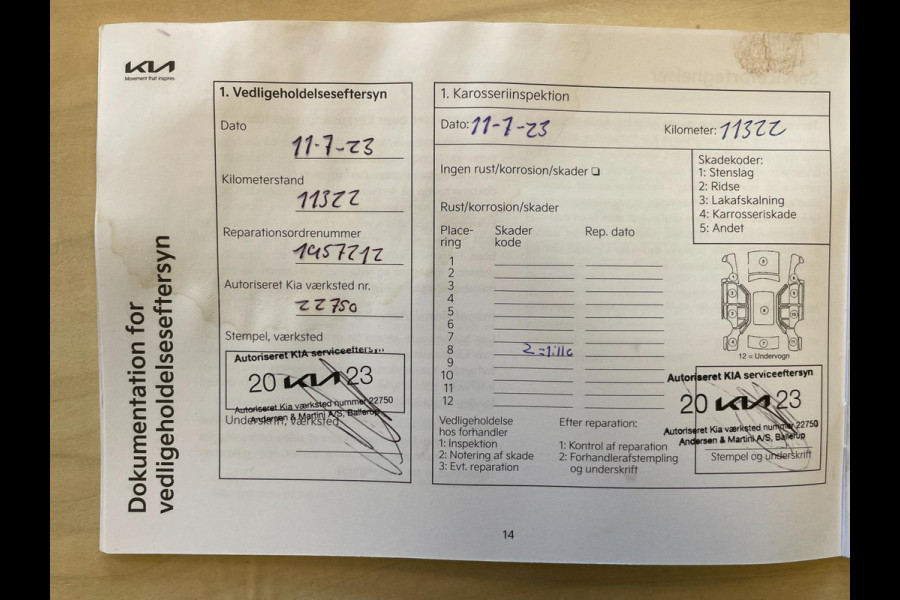 KIA
Movement that inspires
Dokumentation for
vedligeholdelseseftersyn
1. Vedligeholdelseseftersyn
Dato
11-7-23
Kilometerstand
11322
Reparationsordrenummer
1957212
Autoriseret Kia værksted nr.
22750
Stempel, værksted
Autoriseret KIA serviceeftersyn
20 KIA 23
Autoriseret Kia værksted nummer 22750
Andersen & Martini A/S, Ballerup
Underskrift, værksted
1. Karosseriinspektion
Dato: 11-7-23
Kilometer: 11322
Ingen rust/korrosion/skader
Skadekoder:
1: Stenslag
2: Ridse
3: Lakafskalning
4: Karrosseriskade
5: Andet
Rust/korrosion/skader
Place-
ring
Skader
kode
Rep. dato
1
2
3
4
5
6
7
8 2=lille
9
10
11
12
12 = Undervogn
Vedligeholdelse
hos forhandler
1: Inspektion
2: Notering af skade
3: Evt. reparation
Efter reparation:
1: Kontrol af reparation
2: Forhandlerafstempling
og underskrift
Autoriseret KIA serviceeftersyn
20 KIA 23
Autoriseret Kia værksted nummer 22750
Andersen & Martini A/S, Ballerup
Stempel og underskrift
14